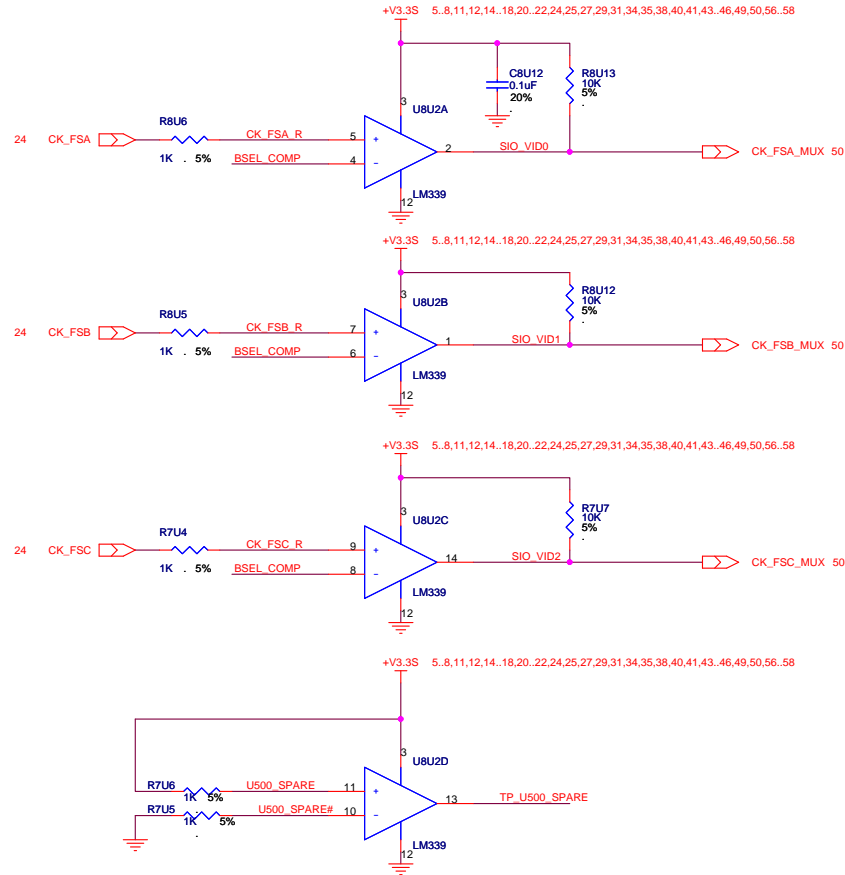 +V3.3S 5..8,11,12,14..18,20..22,24,25,27,29,31,34,35,38,40,41,43..46,49,50,56..58
C8U12
0.1uF
20%
.
R8U13
10K
5%
.
3
U8U2A
R8U6
24 CK_FSA
CK_FSA_R
5
+
1K . 5%
BSEL_COMP
4
-
2
SIO_VID0
CK_FSA_MUX 50
LM339
12
+V3.3S 5..8,11,12,14..18,20..22,24,25,27,29,31,34,35,38,40,41,43..46,49,50,56..58
R8U12
10K
5%
.
3
U8U2B
R8U5
24 CK_FSB
CK_FSB_R
7
+
1K . 5%
BSEL_COMP
6
-
1
SIO_VID1
CK_FSB_MUX 50
LM339
12
+V3.3S 5..8,11,12,14..18,20..22,24,25,27,29,31,34,35,38,40,41,43..46,49,50,56..58
R7U7
10K
5%
.
3
U8U2C
R7U4
24 CK_FSC
CK_FSC_R
9
+
1K . 5%
BSEL_COMP
8
-
14
SIO_VID2
CK_FSC_MUX 50
LM339
12
+V3.3S 5..8,11,12,14..18,20..22,24,25,27,29,31,34,35,38,40,41,43..46,49,50,56..58
3
U8U2D
R7U6
1K . 5%
U500_SPARE
11
+
R7U5
1K 5%
.
U500_SPARE#
10
-
13
TP_U500_SPARE
LM339
12